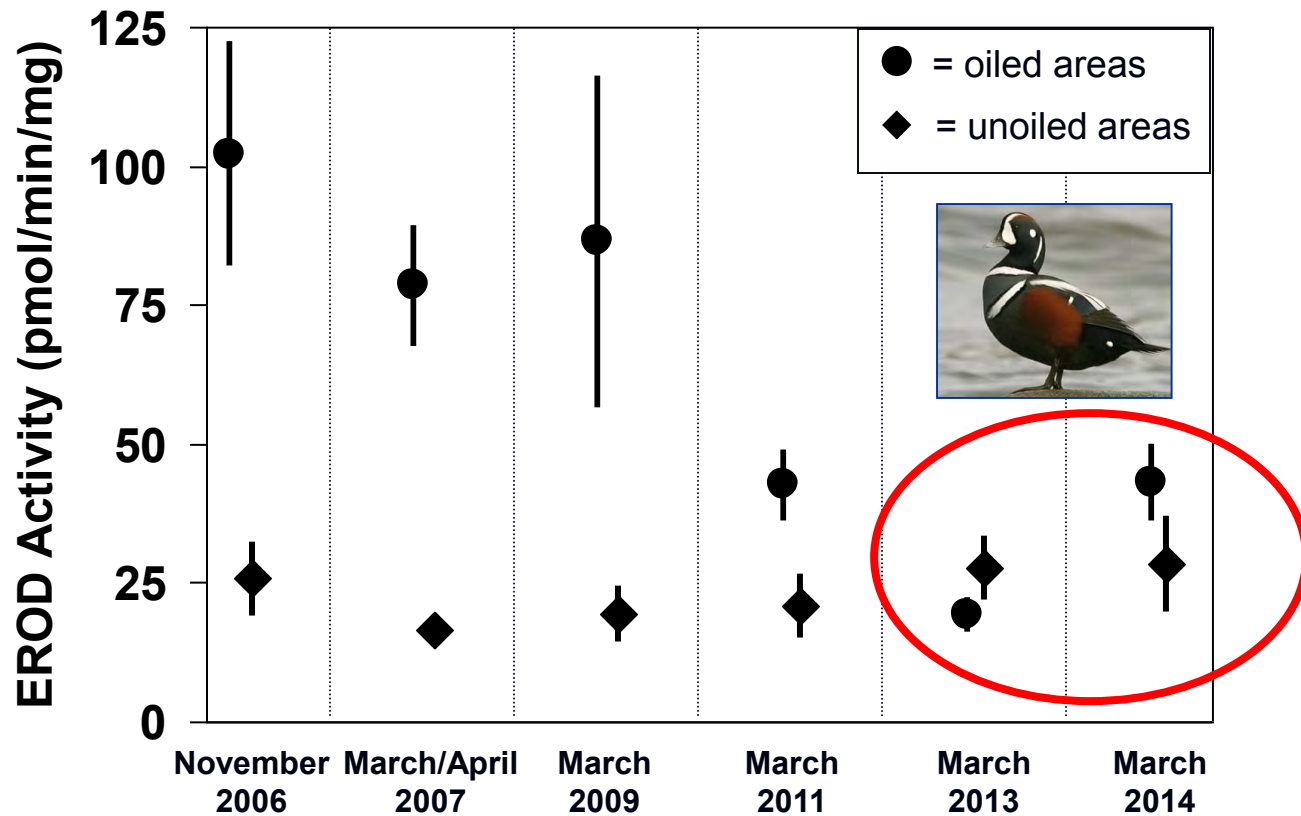 EROD Activity (pmol/min/mg)
125
100
75
50
25
0
= oiled areas
= unoiled areas
November 2006
March/April 2007
March 2009
March 2011
March 2013
March 2014